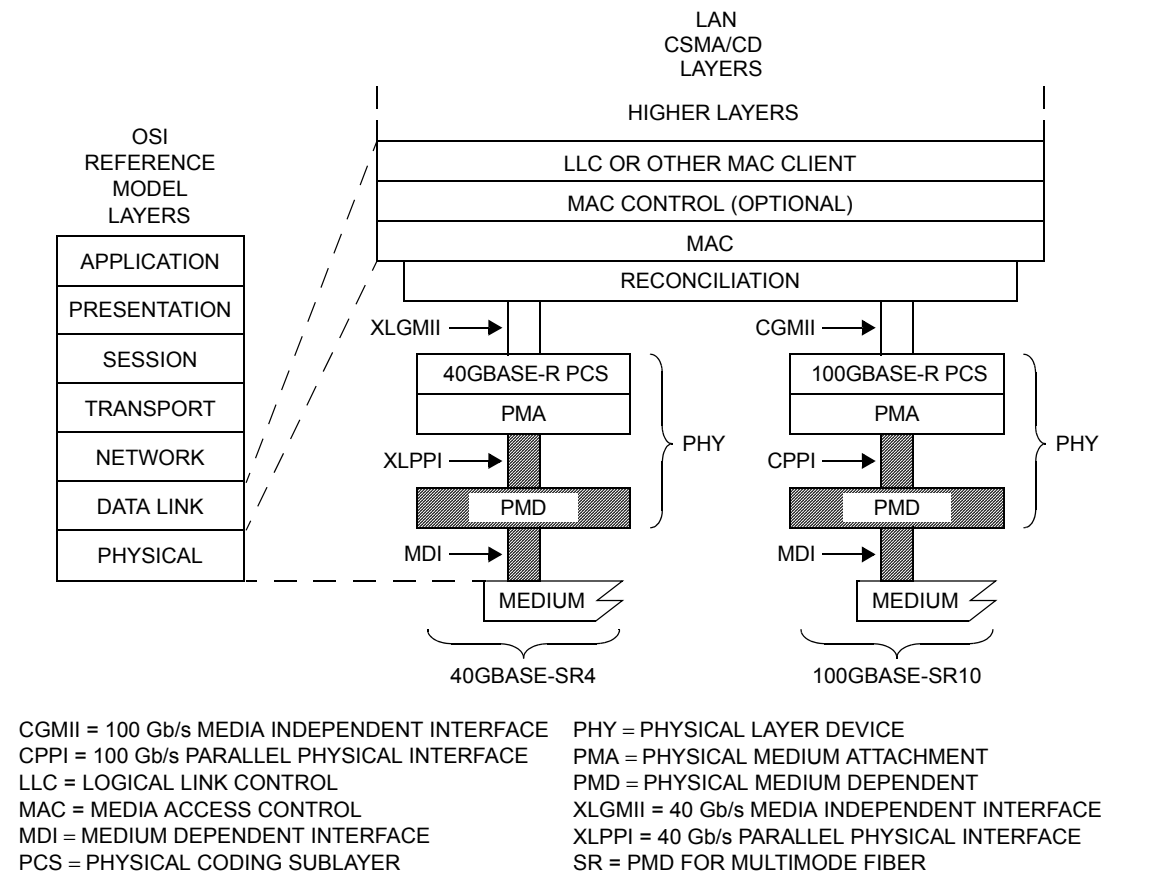 LAN
CSMA/CD
LAYERS
HIGHER LAYERS
OSI
REFERENCE
MODEL
LAYERS
LLC OR OTHER MAC CLIENT
MAC CONTROL (OPTIONAL)
MAC
RECONCILIATION
APPLICATION
PRESENTATION
SESSION
TRANSPORT
NETWORK
DATA LINK
PHYSICAL
XLGMII
40GBASE-R PCS
PMA
XLPPI
PMD
MDI
MEDIUM
PHY
40GBASE-SR4
CGMII
100GBASE-R PCS
PMA
CPPI
PMD
MDI
MEDIUM
PHY
100GBASE-SR10
CGMII = 100 Gb/s MEDIA INDEPENDENT INTERFACE
CPPI = 100 Gb/s PARALLEL PHYSICAL INTERFACE
LLC = LOGICAL LINK CONTROL
MAC = MEDIA ACCESS CONTROL
MDI = MEDIUM DEPENDENT INTERFACE
PCS = PHYSICAL CODING SUBLAYER
PHY = PHYSICAL LAYER DEVICE
PMA = PHYSICAL MEDIUM ATTACHMENT
PMD = PHYSICAL MEDIUM DEPENDENT
XLGMII = 40 Gb/s MEDIA INDEPENDENT INTERFACE
XLPPI = 40 Gb/s PARALLEL PHYSICAL INTERFACE
SR = PMD FOR MULTIMODE FIBER